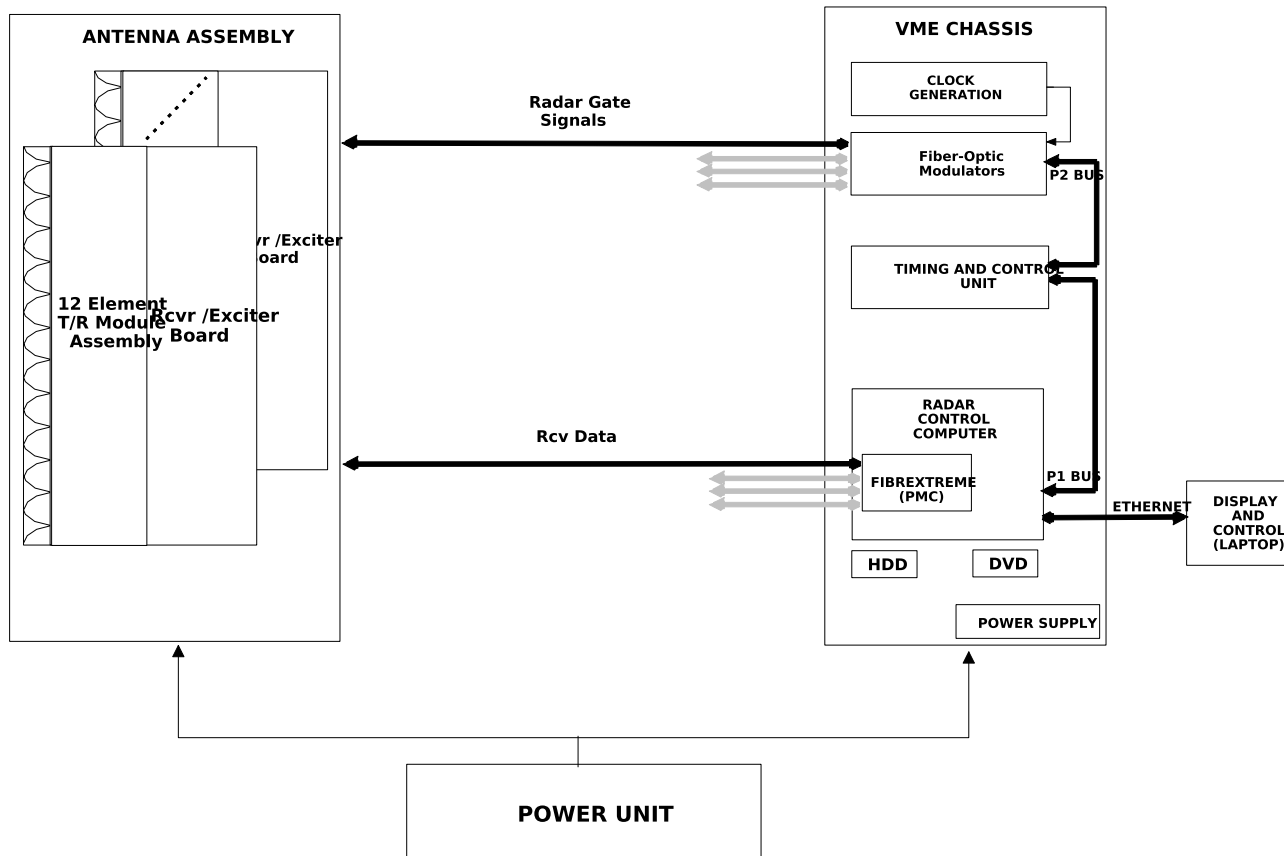 ANTENNA ASSEMBLY
VME CHASSIS
CLOCK
GENERATION
Radar Gate
Signals
Fiber-Optic
Modulators
P2 BUS
vr /Exciter
oard
TIMING AND CONTROL
UNIT
12 Element
T/R Module
Assembly
Rcvr /Exciter
Board
RADAR
CONTROL
COMPUTER
Rcv Data
FIBREXTREME
(PMC)
P1 BUS
ETHERNET
DISPLAY
AND
CONTROL
(LAPTOP)
HDD
DVD
POWER SUPPLY
POWER UNIT